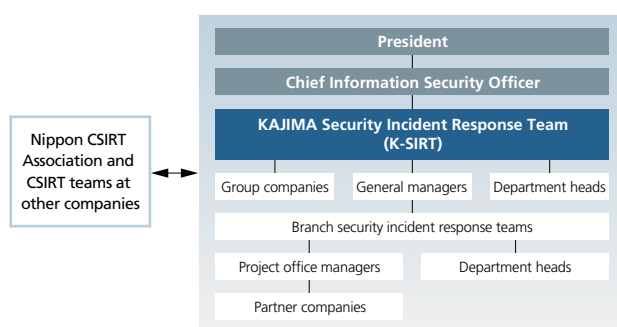 President
Chief Information Security Officer
KAJIMA Security Incident Response Team
(K-SIRT)
Nippon CSIRT
Association and
CSIRT teams at
other companies
Group companies
General managers
Department heads
Branch security incident response teams
Project office managers
Department heads
Partner companies